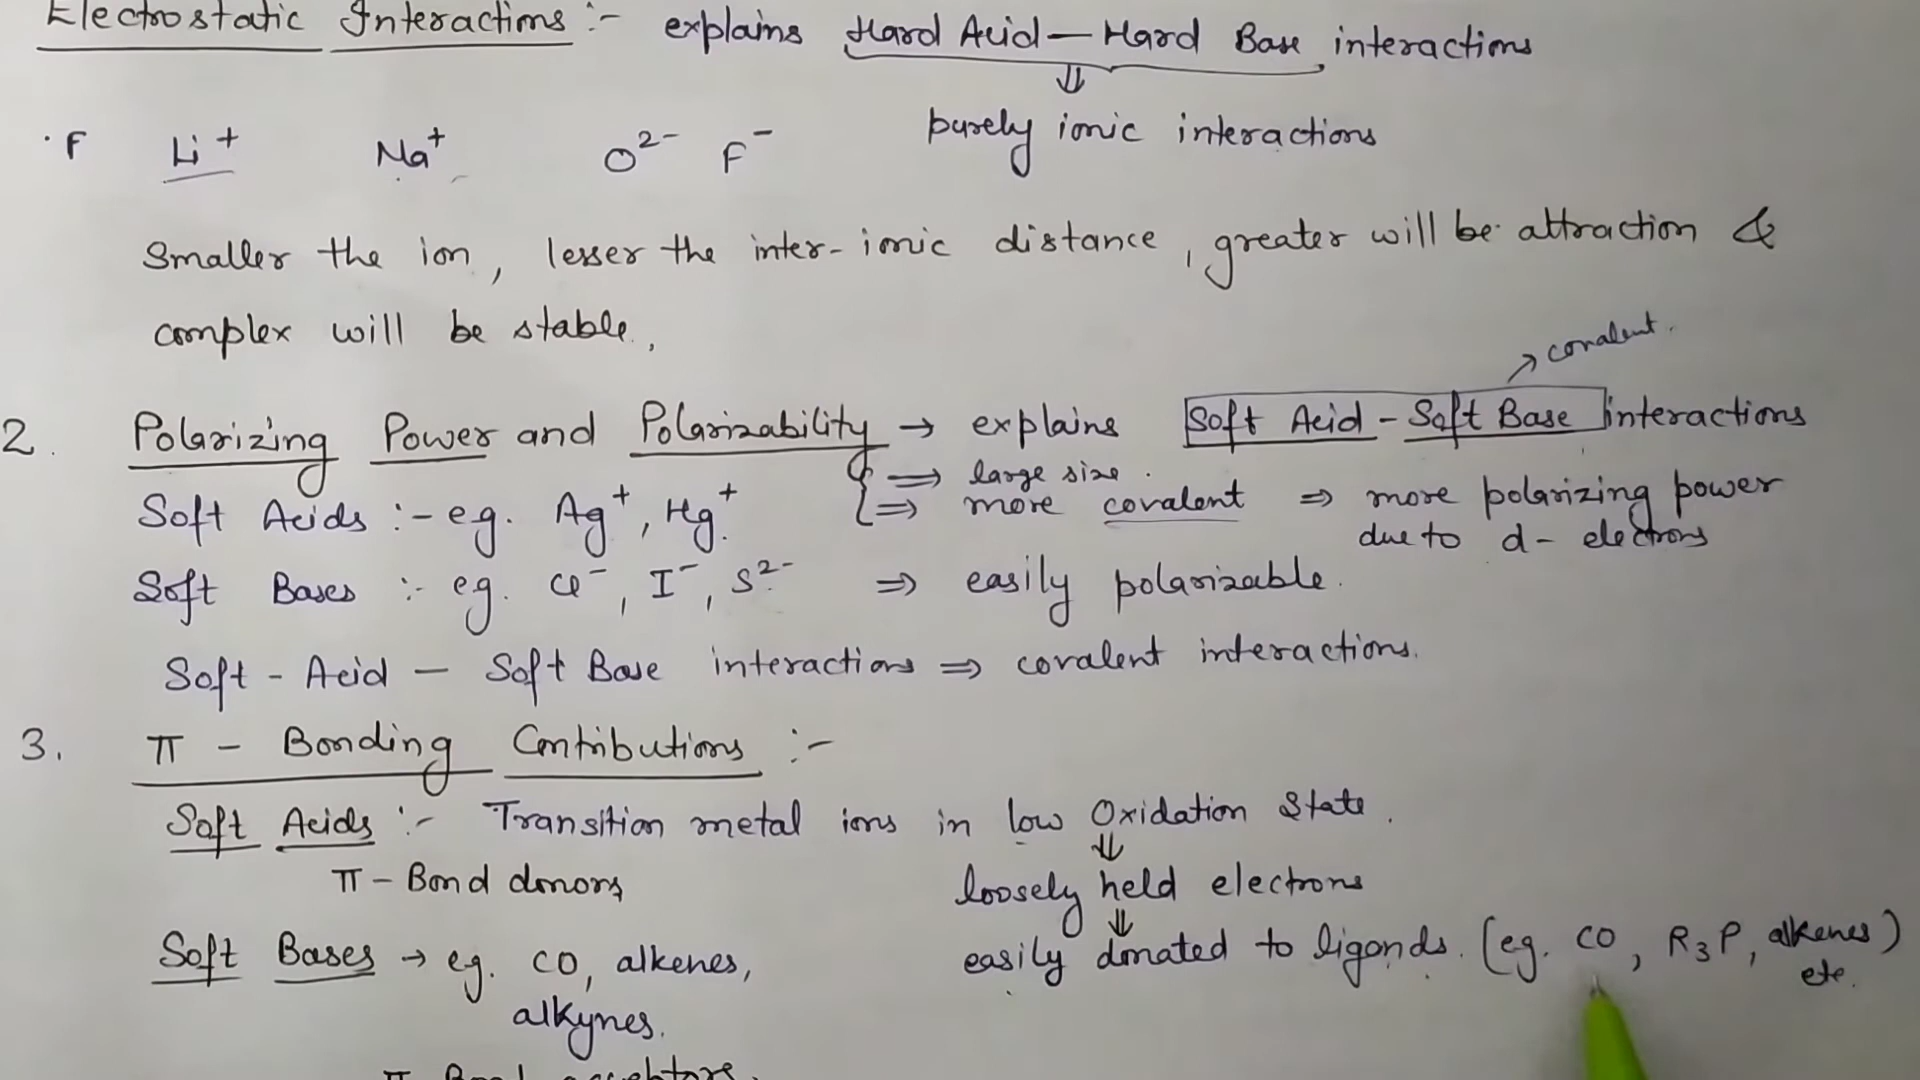 Electrostatic Interactions :- explains Hard Acid – Hard Base interactions
⇓
purely ionic interactions
· F Li⁺ Na⁺ O²⁻ F⁻
Smaller the ion, lesser the inter-ionic distance, greater will be attraction &
complex will be stable.
→ covalent.
2. Polarizing Power and Polarizability → explains Soft Acid - Soft Base interactions
⇒ large size.
Soft Acids :- eg. Ag⁺, Hg⁺ ⇒ more covalent ⇒ more polarizing power
due to d- electrons
Soft Bases :- eg. Cl⁻, I⁻, S²⁻ ⇒ easily polarizable.
Soft - Acid – Soft Base interactions ⇒ covalent interactions.
3. π - Bonding Contributions :-
Soft Acids :- Transition metal ions in low Oxidation State.
⇓
π - Bond donors loosely held electrons
⇓
Soft Bases → eg. CO, alkenes, easily donated to ligands. (eg. CO, R₃P, alkenes)
etc.
alkynes.
π Bond acceptors.